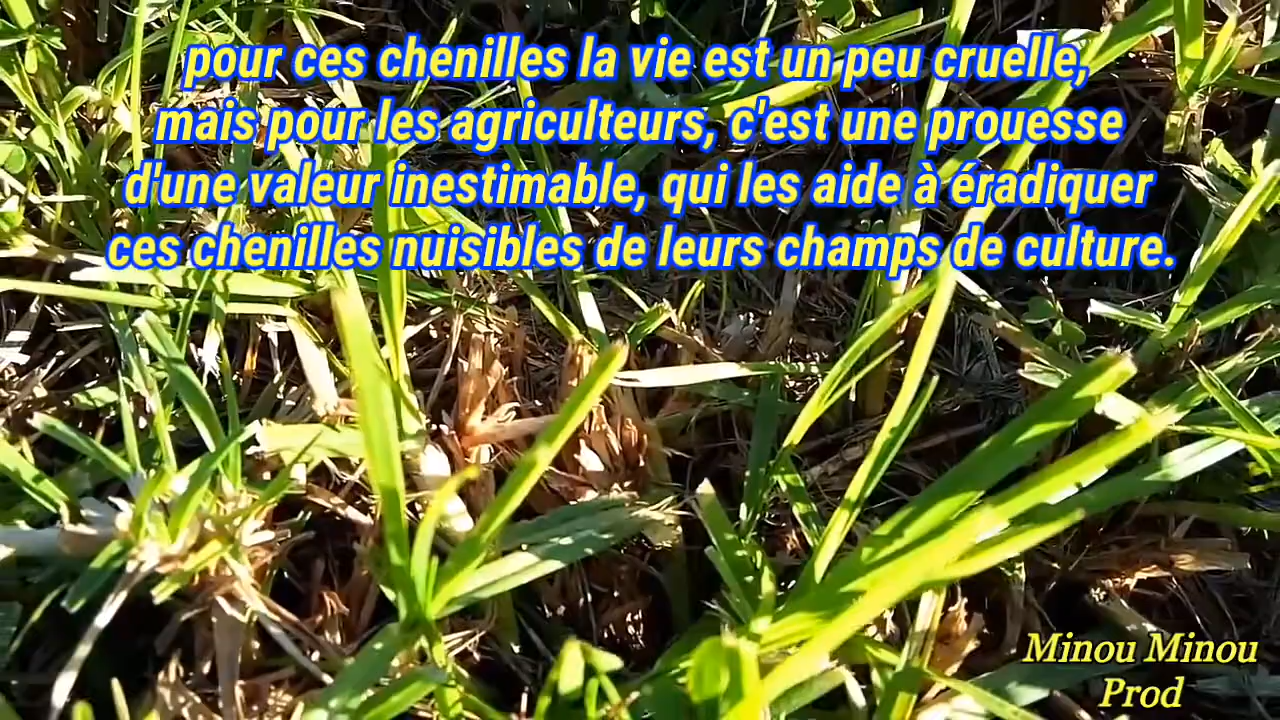 pour ces chenilles la vie est un peu cruelle,
mais pour les agriculteurs, c'est une prouesse
d'une valeur inestimable, qui les aide à éradiquer
ces chenilles nuisibles de leurs champs de culture.
Minou Minou
Prod